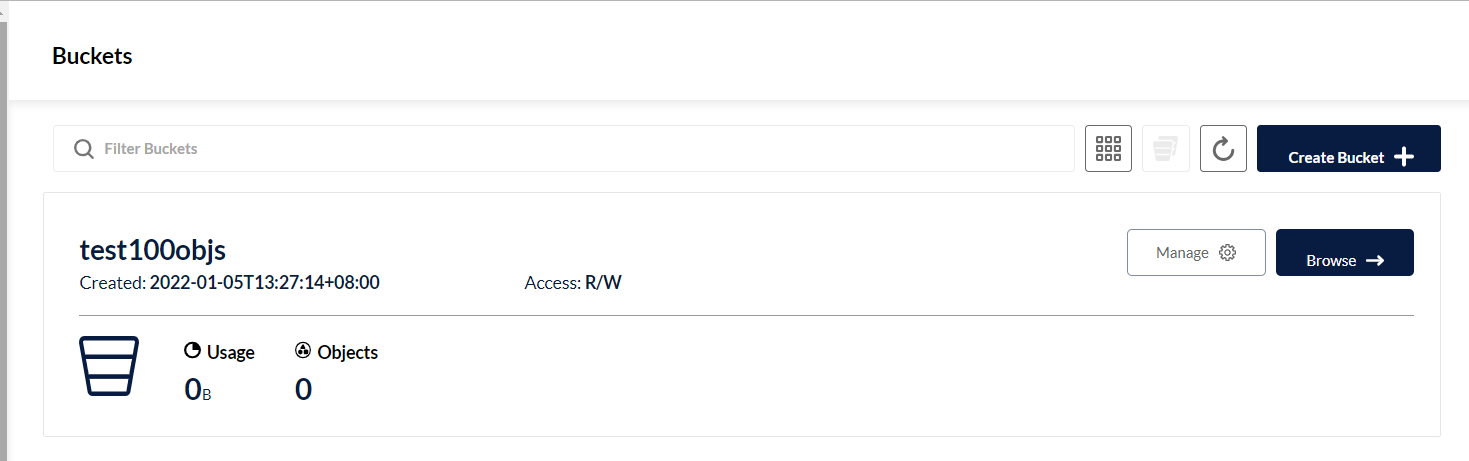 Buckets
Filter Buckets
Create Bucket
test100objs
Created: 2022-01-05T13:27:14+08:00 Access: R/W
Manage
Browse
Usage Objects
0B 0